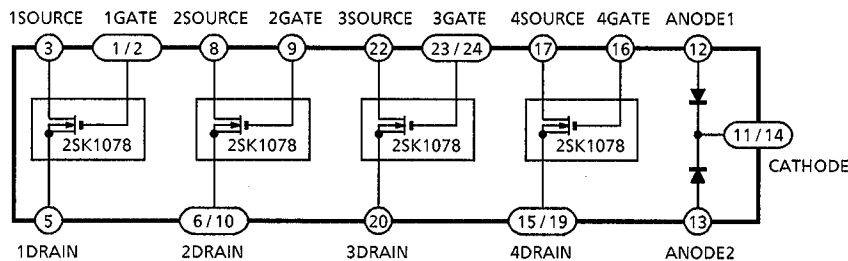 1SOURCE 1GATE 2SOURCE 2GATE 3SOURCE 3GATE 4SOURCE 4GATE ANODE1
3 1/2 8 9 22 23/24 17 16 12
2SK1078 2SK1078 2SK1078 2SK1078
11/14
CATHODE
5 6/10 20 15/19 13
1DRAIN 2DRAIN 3DRAIN 4DRAIN ANODE2